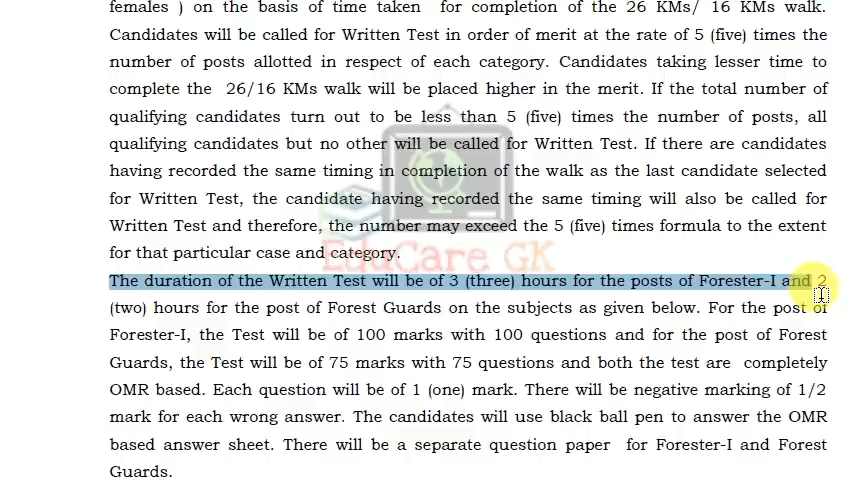 females ) on the basis of time taken for completion of the 26 KMs/ 16 KMs walk.
Candidates will be called for Written Test in order of merit at the rate of 5 (five) times the
number of posts allotted in respect of each category. Candidates taking lesser time to
complete the 26/16 KMs walk will be placed higher in the merit. If the total number of
qualifying candidates turn out to be less than 5 (five) times the number of posts, all
qualifying candidates but no other will be called for Written Test. If there are candidates
having recorded the same timing in completion of the walk as the last candidate selected
for Written Test, the candidate having recorded the same timing will also be called for
Written Test and therefore, the number may exceed the 5 (five) times formula to the extent
for that particular case and category.
EduCare GK
The duration of the Written Test will be of 3 (three) hours for the posts of Forester-I and 2
(two) hours for the post of Forest Guards on the subjects as given below. For the post of
Forester-I, the Test will be of 100 marks with 100 questions and for the post of Forest
Guards, the Test will be of 75 marks with 75 questions and both the test are completely
OMR based. Each question will be of 1 (one) mark. There will be negative marking of 1/2
mark for each wrong answer. The candidates will use black ball pen to answer the OMR
based answer sheet. There will be a separate question paper for Forester-I and Forest
Guards.